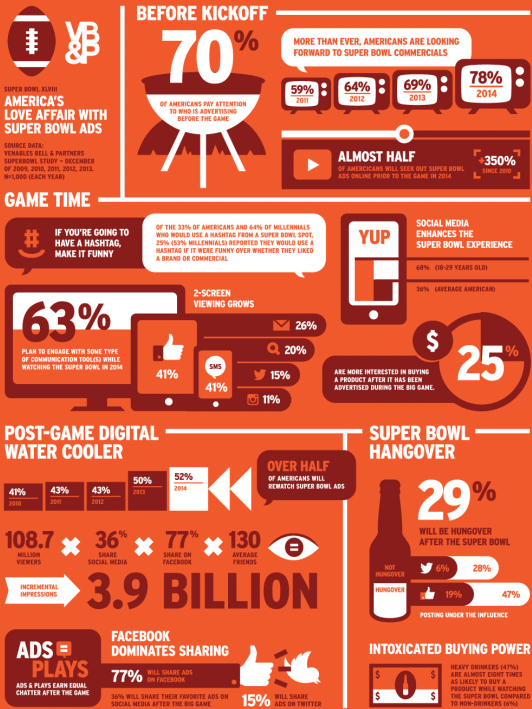 VB
&B
SUPER BOWL XLVIII
AMERICA'S
LOVE AFFAIR WITH
SUPER BOWL ADS
SOURCE DATA:
VENABLES BELL & PARTNERS
SUPERBOWL STUDY – DECEMBER
OF 2009, 2010, 2011, 2012, 2013.
N=1,000 (EACH YEAR)
BEFORE KICKOFF
70%
OF AMERICANS PAY ATTENTION
TO WHO IS ADVERTISING
BEFORE THE GAME
MORE THAN EVER, AMERICANS ARE LOOKING
FORWARD TO SUPER BOWL COMMERCIALS
59%
2011
64%
2012
69%
2013
78%
2014
ALMOST HALF
OF AMERICANS WILL SEEK OUT SUPER BOWL
ADS ONLINE PRIOR TO THE GAME IN 2014
+350%
SINCE 2010
GAME TIME
#
IF YOU'RE GOING TO
HAVE A HASHTAG,
MAKE IT FUNNY
OF THE 33% OF AMERICANS AND 64% OF MILLENNIALS
WHO WOULD USE A HASHTAG FROM A SUPER BOWL SPOT,
25% (53% MILLENNIALS) REPORTED THEY WOULD USE A
HASHTAG IF IT WERE FUNNY OVER WHETHER THEY LIKED
A BRAND OR COMMERCIAL
YUP
SOCIAL MEDIA
ENHANCES THE
SUPER BOWL EXPERIENCE
68% (18-29 YEARS OLD)
36% (AVERAGE AMERICAN)
63%
PLAN TO ENGAGE WITH SOME TYPE
OF COMMUNICATION TOOL(S) WHILE
WATCHING THE SUPER BOWL IN 2014
2-SCREEN
VIEWING GROWS
41%
SMS
41%
26%
20%
15%
11%
$
25%
ARE MORE INTERESTED IN BUYING
A PRODUCT AFTER IT HAS BEEN
ADVERTISED DURING THE BIG GAME.
POST-GAME DIGITAL
WATER COOLER
41%
2010
43%
2011
43%
2012
50%
2013
52%
2014
OVER HALF
OF AMERICANS WILL
REWATCH SUPER BOWL ADS
108.7
MILLION
VIEWERS
36%
SHARE
SOCIAL MEDIA
77%
SHARE ON
FACEBOOK
130
AVERAGE
FRIENDS
=
INCREMENTAL
IMPRESSIONS
3.9 BILLION
ADS =
PLAYS
ADS & PLAYS EARN EQUAL
CHATTER AFTER THE GAME
FACEBOOK
DOMINATES SHARING
77% WILL SHARE ADS
ON FACEBOOK
36% WILL SHARE THEIR FAVORITE ADS ON
SOCIAL MEDIA AFTER THE BIG GAME
15% WILL SHARE
ADS ON TWITTER
SUPER BOWL
HANGOVER
29%
WILL BE HUNGOVER
AFTER THE SUPER BOWL
NOT
HUNGOVER
6%
28%
HUNGOVER
19%
47%
POSTING UNDER THE INFLUENCE
INTOXICATED BUYING POWER
$ $
$ $
HEAVY DRINKERS (47%)
ARE ALMOST EIGHT TIMES
AS LIKELY TO BUY A
PRODUCT WHILE WATCHING
THE SUPER BOWL COMPARED
TO NON-DRINKERS (6%)